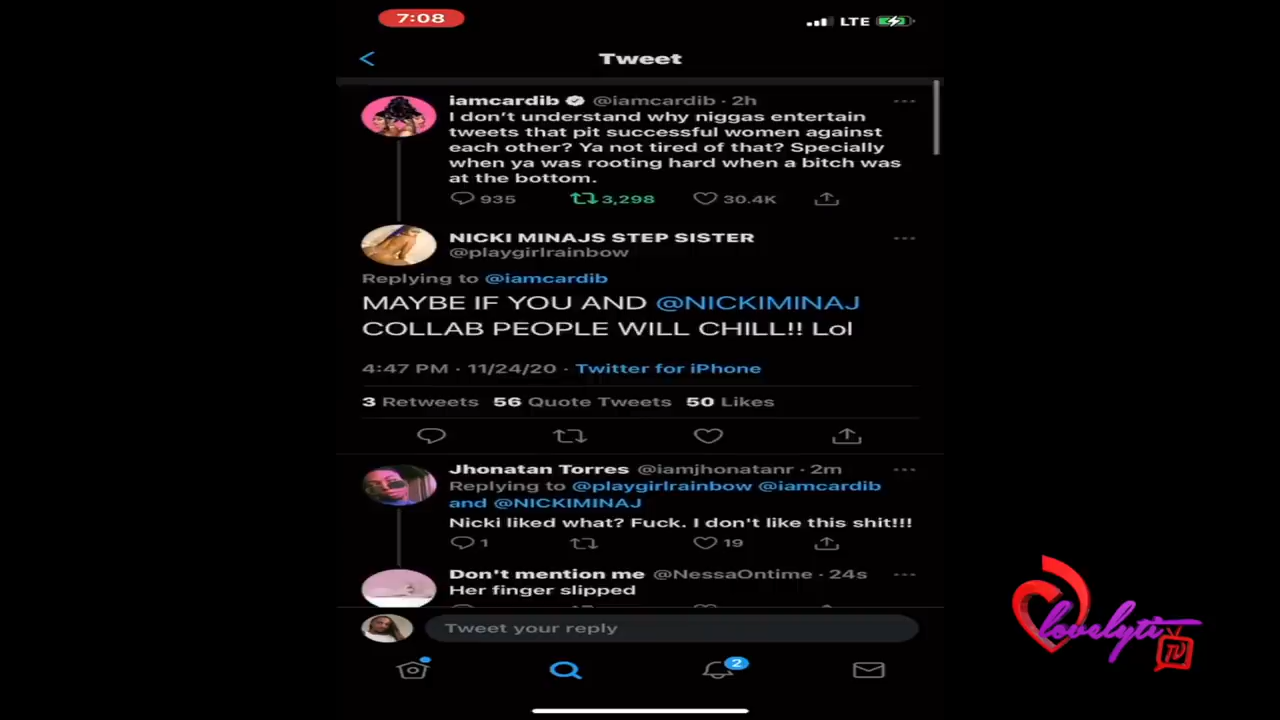 7:08
LTE
Tweet
iamcardib @iamcardib · 2h
I don't understand why niggas entertain
tweets that pit successful women against
each other? Ya not tired of that? Specially
when ya was rooting hard when a bitch was
at the bottom.
935 3,298 30.4K
NICKI MINAJS STEP SISTER
@playgirlrainbow
Replying to @iamcardib
MAYBE IF YOU AND @NICKIMINAJ
COLLAB PEOPLE WILL CHILL!! Lol
4:47 PM · 11/24/20 · Twitter for iPhone
3 Retweets 56 Quote Tweets 50 Likes
Jhonatan Torres @iamjhonatanr · 2m
Replying to @playgirlrainbow @iamcardib
and @NICKIMINAJ
Nicki liked what? Fuck. I don't like this shit!!!
1 19
Don't mention me @NessaOntime · 24s
Her finger slipped
Tweet your reply
2
lovelyti
TV